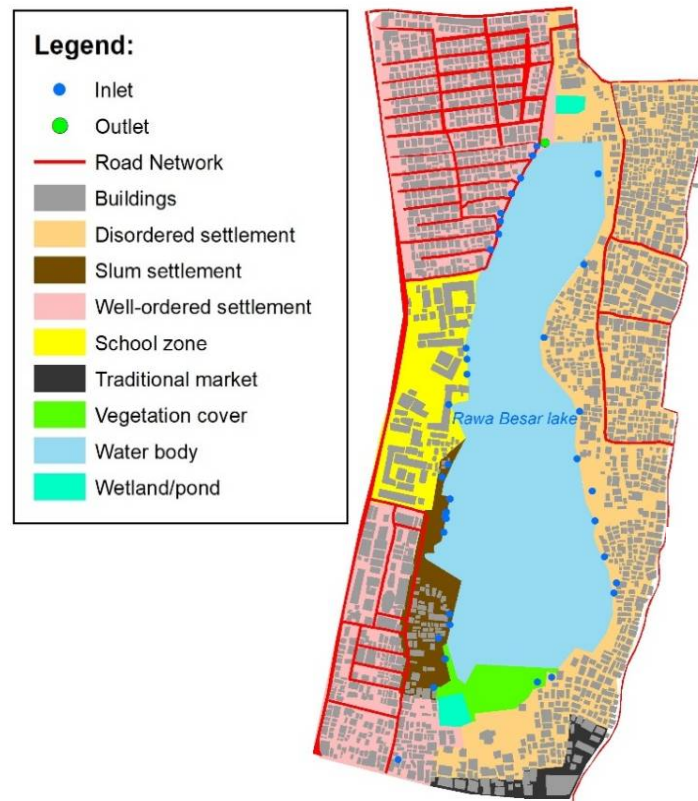 Legend:
Inlet
Outlet
Road Network
Buildings
Disordered settlement
Slum settlement
Well-ordered settlement
School zone
Traditional market
Vegetation cover
Water body
Wetland/pond
Rawa Besar lake